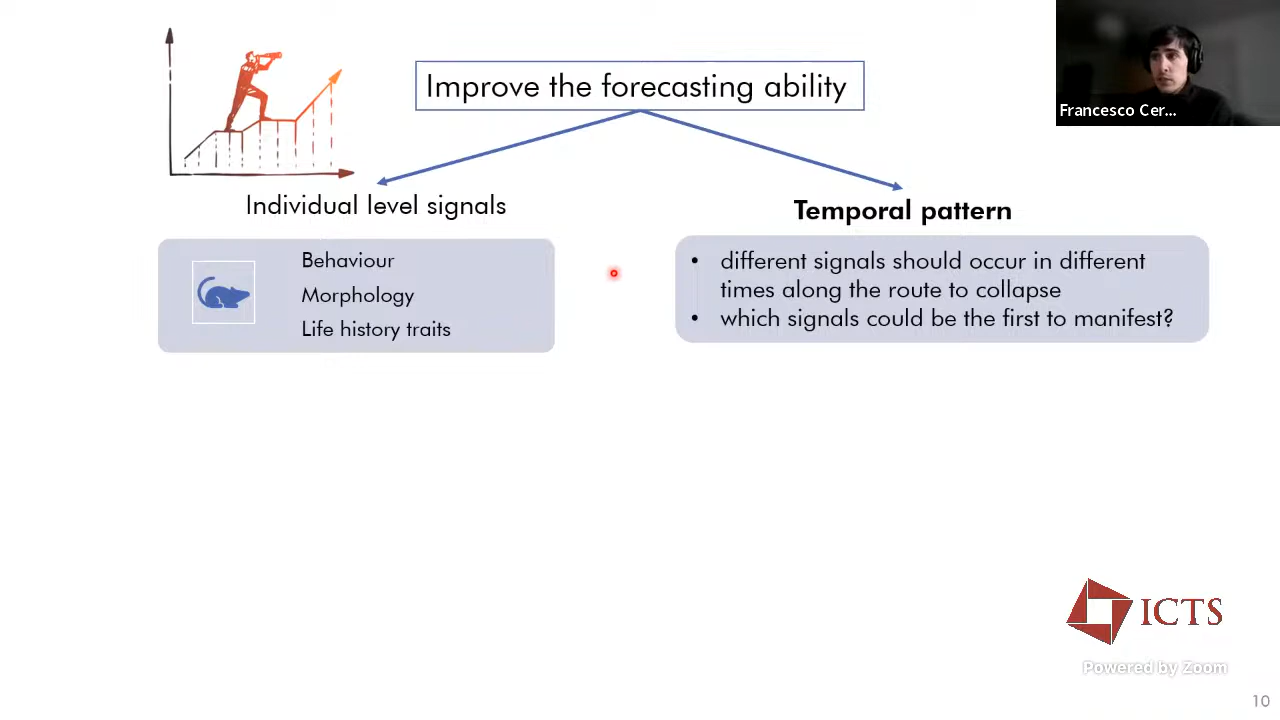 Improve the forecasting ability
Francesco Cer...
Individual level signals
Behaviour
Morphology
Life history traits
Temporal pattern
• different signals should occur in different
times along the route to collapse
• which signals could be the first to manifest?
ICTS
Powered by Zoom
10